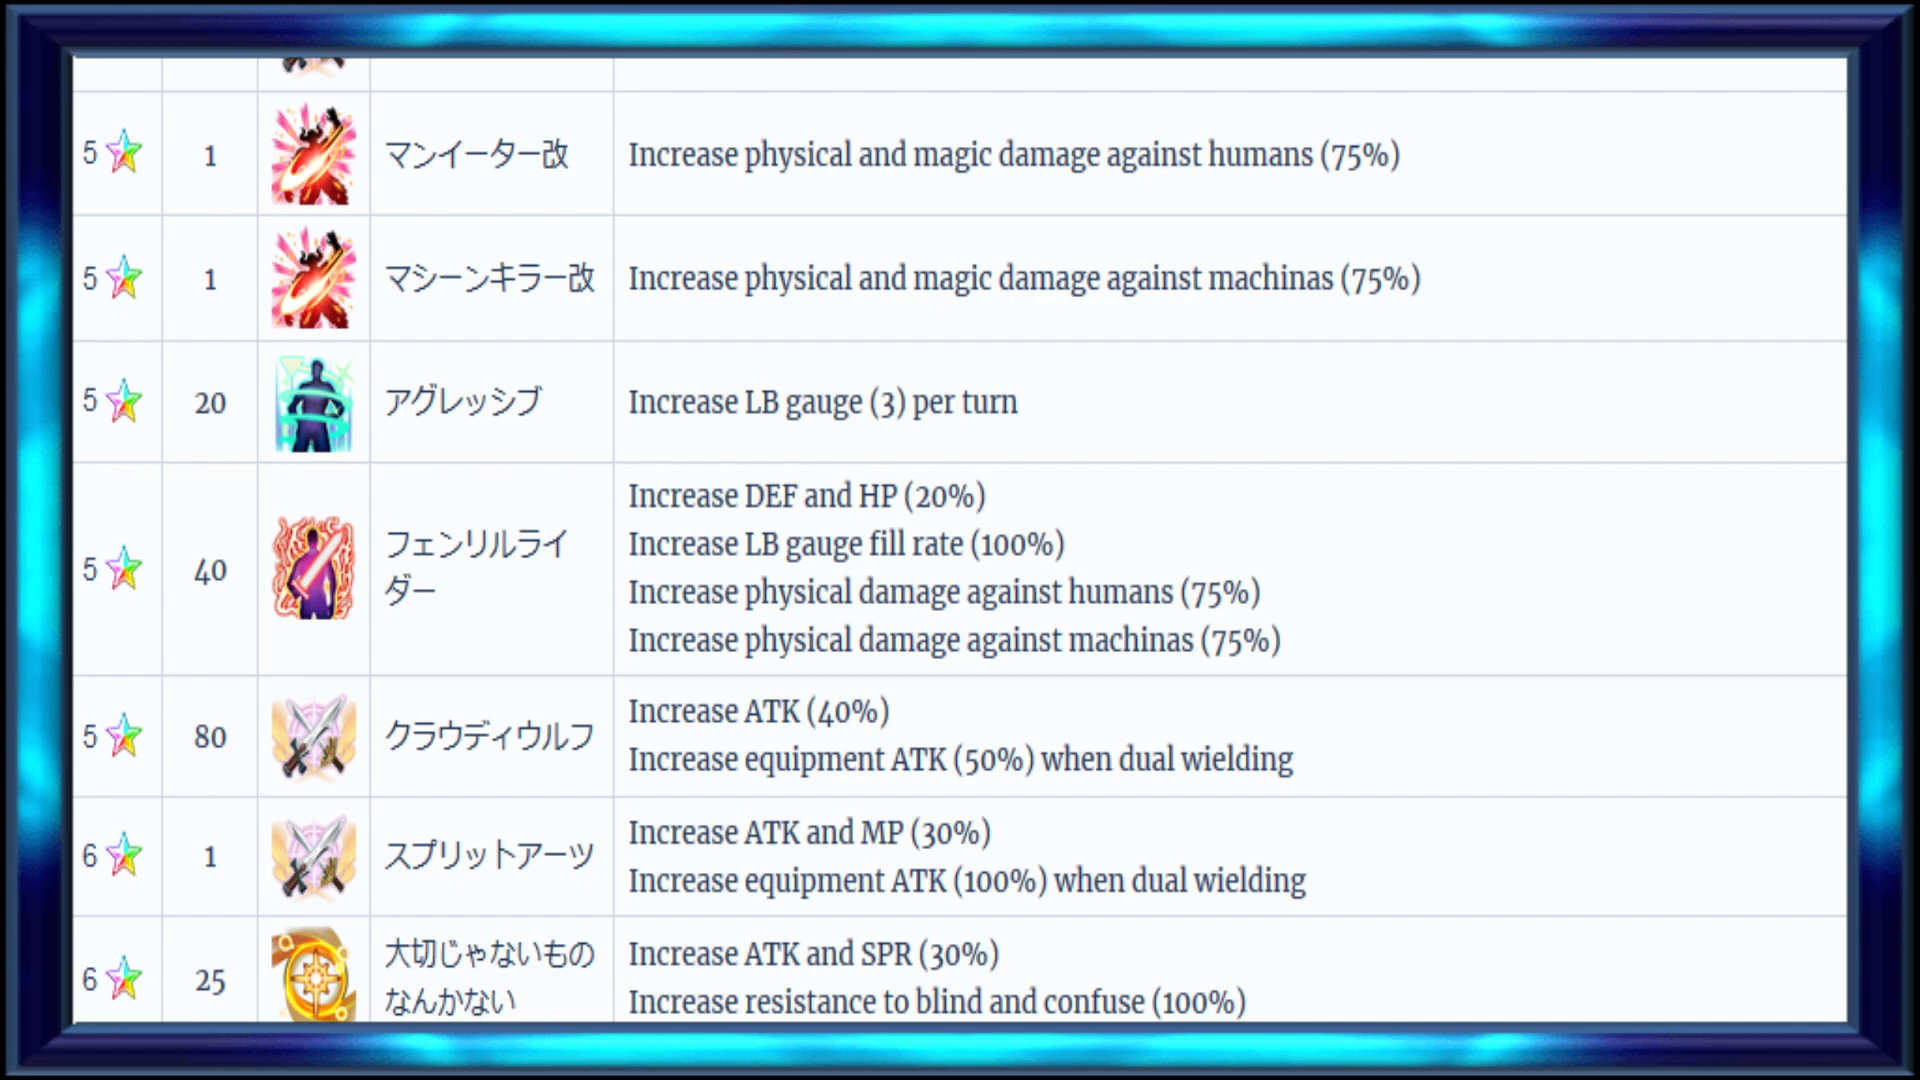 5 1 マンイーター改 Increase physical and magic damage against humans (75%)
5 1 マシーンキラー改 Increase physical and magic damage against machinas (75%)
5 20 アグレッシブ Increase LB gauge (3) per turn
5 40 フェンリルライ
ダー
Increase DEF and HP (20%)
Increase LB gauge fill rate (100%)
Increase physical damage against humans (75%)
Increase physical damage against machinas (75%)
5 80 クラウディウルフ
Increase ATK (40%)
Increase equipment ATK (50%) when dual wielding
6 1 スプリットアーツ
Increase ATK and MP (30%)
Increase equipment ATK (100%) when dual wielding
6 25 大切じゃないもの
なんかない
Increase ATK and SPR (30%)
Increase resistance to blind and confuse (100%)